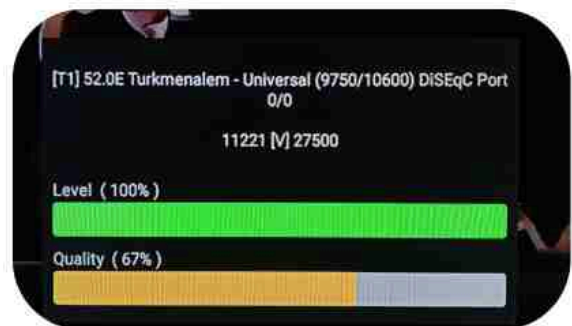 [T1] 52.0E Turkmenalem - Universal (9750/10600) DiSEqC Port
0/0
11221 [V] 27500
Level ( 100% )
Quality ( 67% )